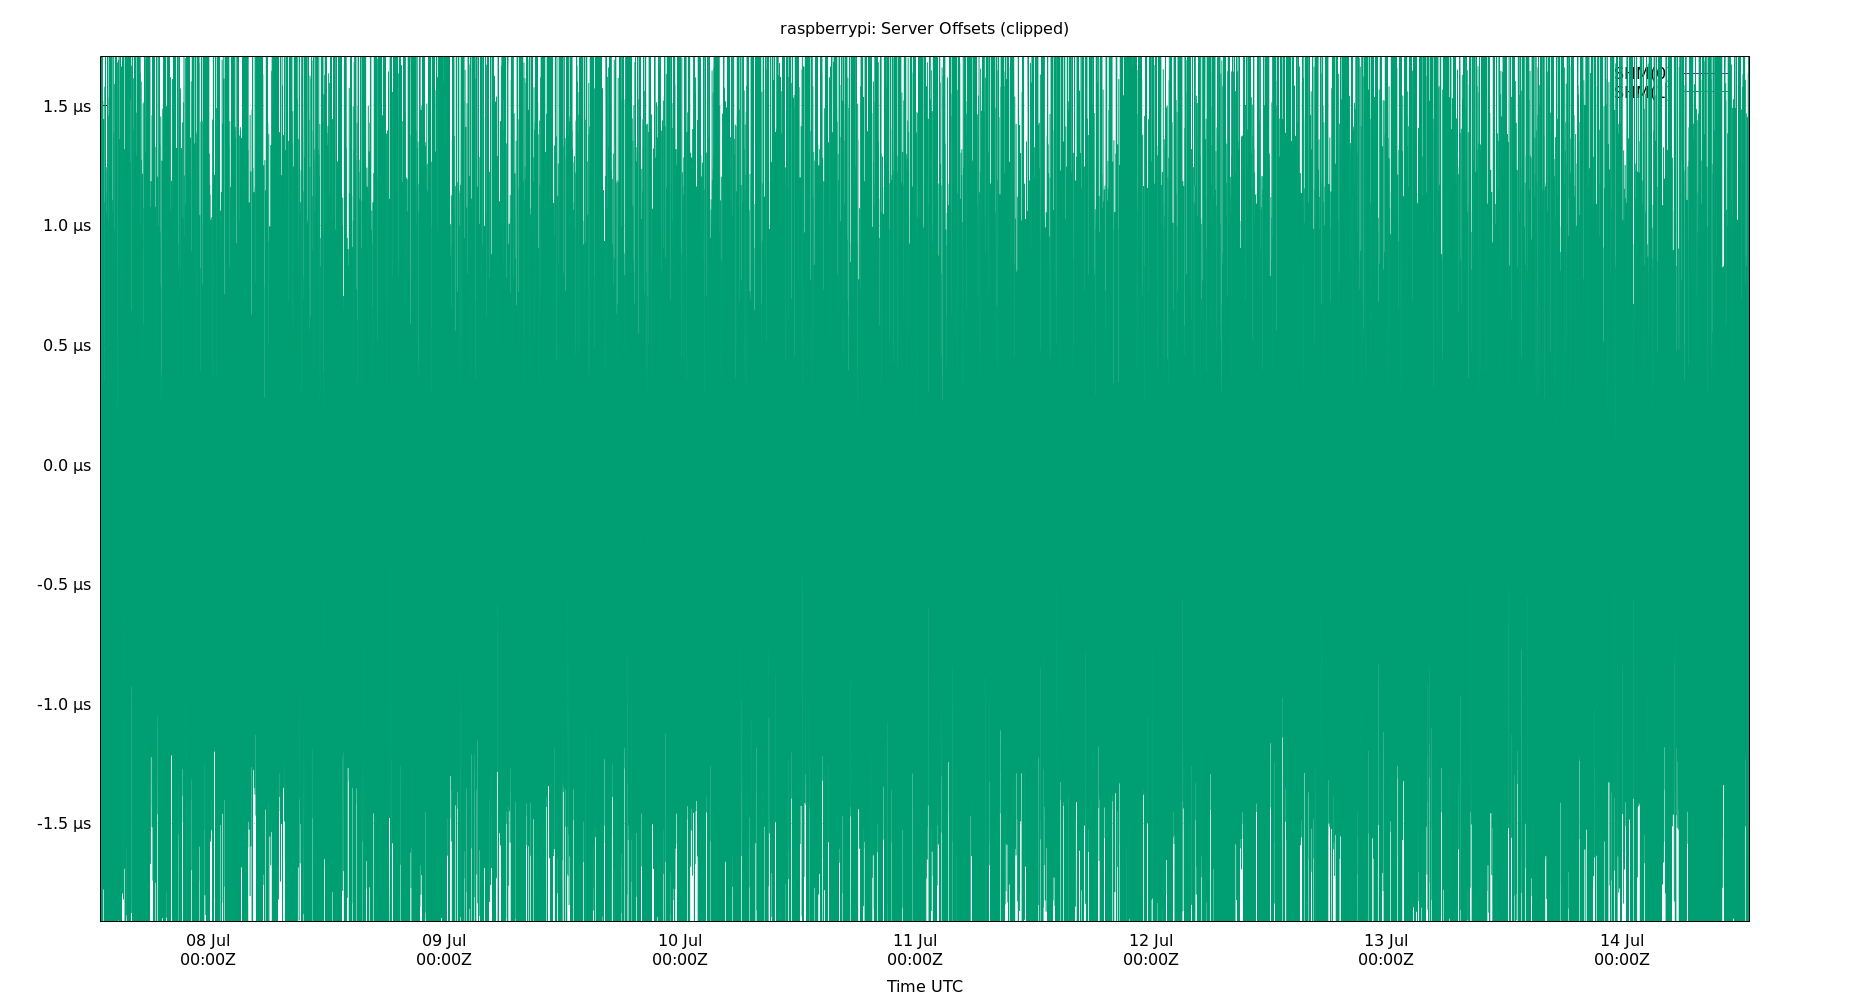 raspberrypi: Server Offsets (clipped)
SHM(0)
1.5 µs
1.0 µs
0.5 µs
0.0 µs
-0.5 µs
-1.0 µs
-1.5 µs
08 Jul 09 Jul 10 Jul 11 Jul 12 Jul 13 Jul 14 Jul
00:00Z 00:00Z 00:00Z 00:00Z 00:00Z 00:00Z 00:00Z
Time UTC